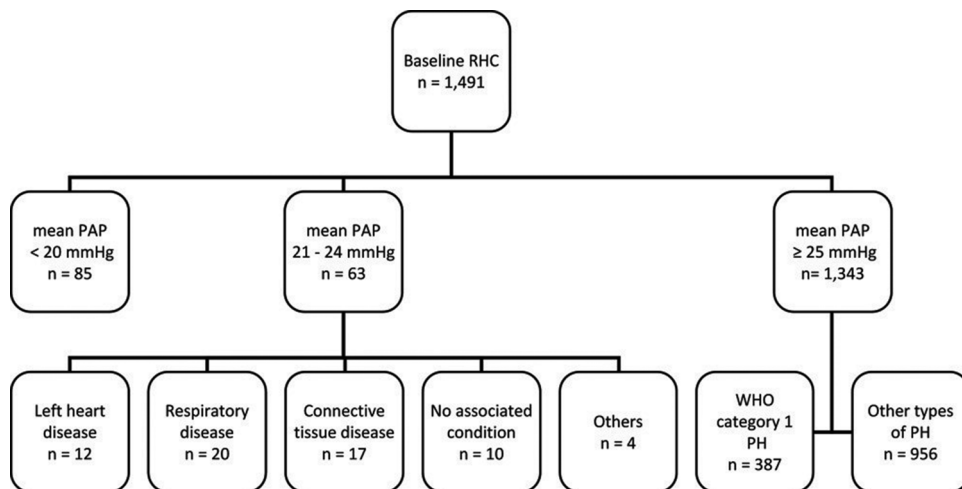 Baseline RHC
n = 1,491
mean PAP
< 20 mmHg
n = 85
mean PAP
21 - 24 mmHg
n = 63
mean PAP
≥ 25 mmHg
n= 1,343
Left heart
disease
n = 12
Respiratory
disease
n = 20
Connective
tissue disease
n = 17
No associated
condition
n = 10
Others
n = 4
WHO
category 1
PH
n = 387
Other types
of PH
n = 956